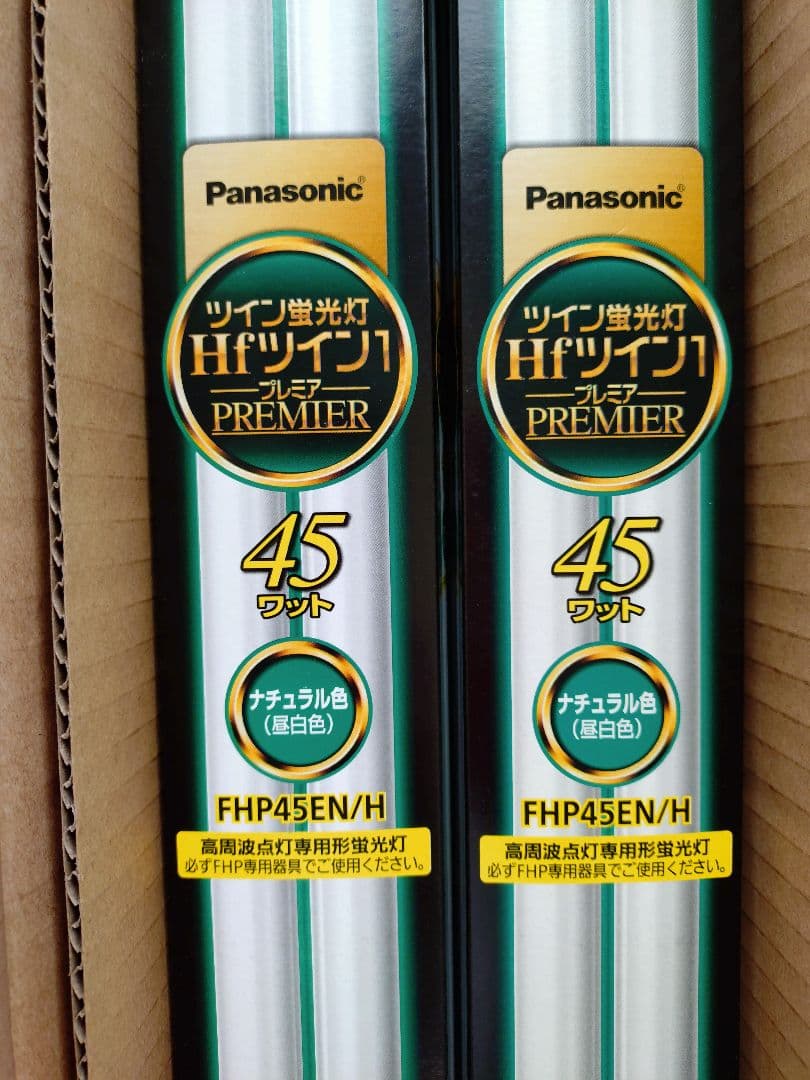 Panasonic®
ツイン蛍光灯
Hfツイン1
プレミア
PREMIER
45
ワット
ナチュラル色
(昼白色)
FHP45EN/H
高周波点灯専用形蛍光灯
必ずFHP専用器具でご使用ください。
Panasonic®
ツイン蛍光灯
Hfツイン1
プレミア
PREMIER
45
ワット
ナチュラル色
(昼白色)
FHP45EN/H
高周波点灯専用形蛍光灯
必ずFHP専用器具でご使用ください。